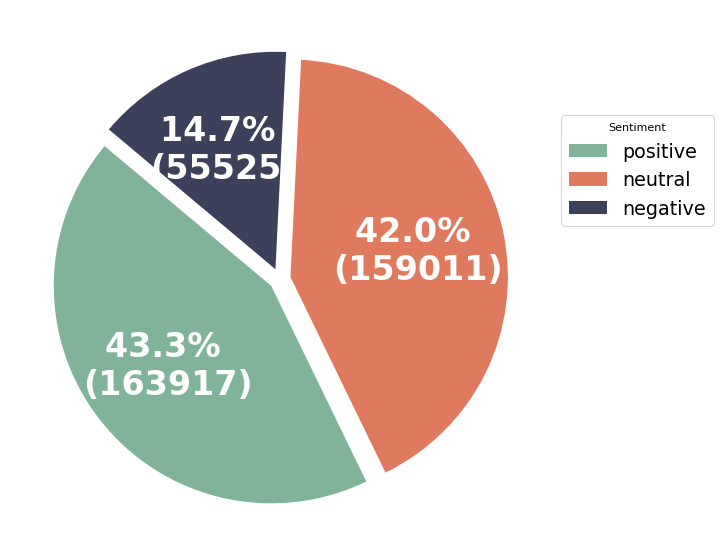 14.7%
(55525
42.0%
(159011)
43.3%
(163917)
Sentiment
positive
neutral
negative